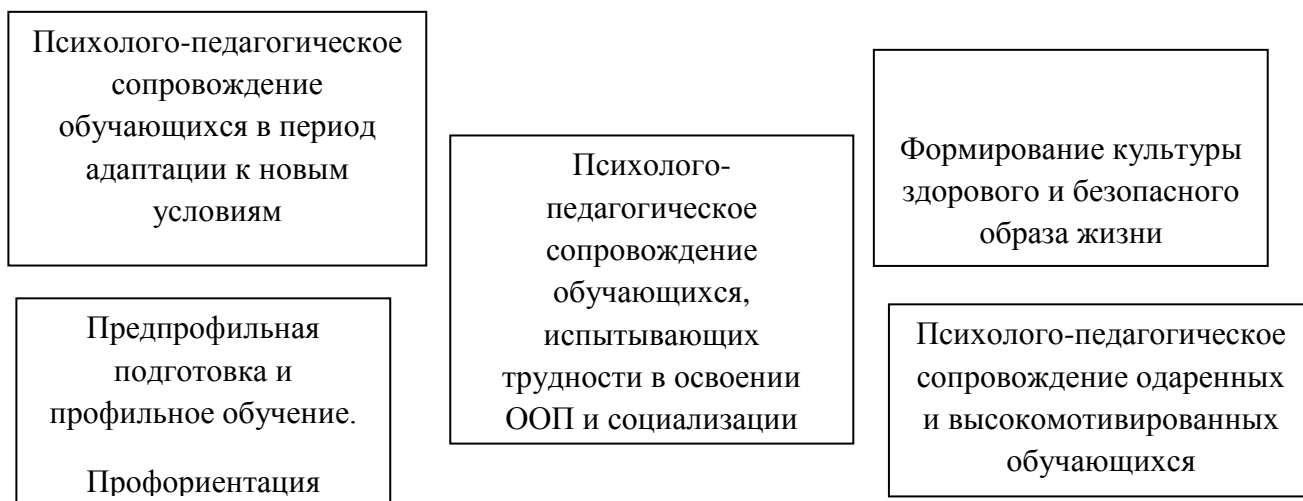 Психолого-педагогическое
сопровождение
обучающихся в период
адаптации к новым
условиям
Предпрофильная
подготовка и
профильное обучение.
Профориентация
Психолого-
педагогическое
сопровождение
обучающихся,
испытывающих
трудности в освоении
ООП и социализации
Формирование культуры
здорового и безопасного
образа жизни
Психолого-педагогическое
сопровождение одаренных
и высокомотивированных
обучающихся